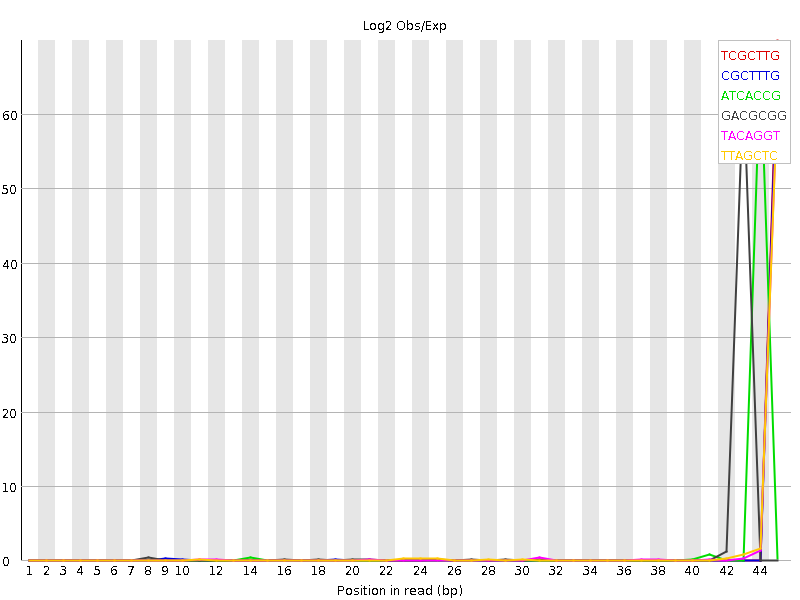 Log2 Obs/Exp
TCGCTTG
CGCTTTG
ATCACCG
GACGCGG
TACAGGT
TTAGCTC
60
50
40
30
20
10
0
1 2 3 4 5 6 7 8 9 10 12 14 16 18 20 22 24 26 28 30 32 34 36 38 40 42 44
Position in read (bp)